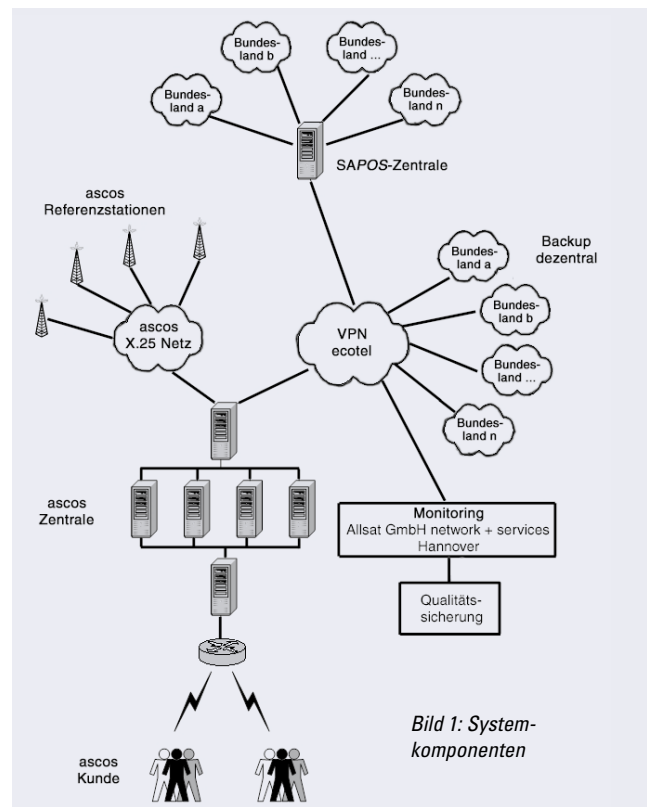 Bundes-
land b
Bundes-
land ...
Bundes-
land a
Bundes-
land n
SAPOS-Zentrale
ascos
Referenzstationen
ascos
X.25 Netz
VPN
ecotel
Backup
dezentral
Bundes-
land a
Bundes-
land b
Bundes-
land ...
Bundes-
land n
ascos
Zentrale
Monitoring
Allsat GmbH network + services
Hannover
Qualitäts-
sicherung
ascos
Kunde
Bild 1: System-
komponenten